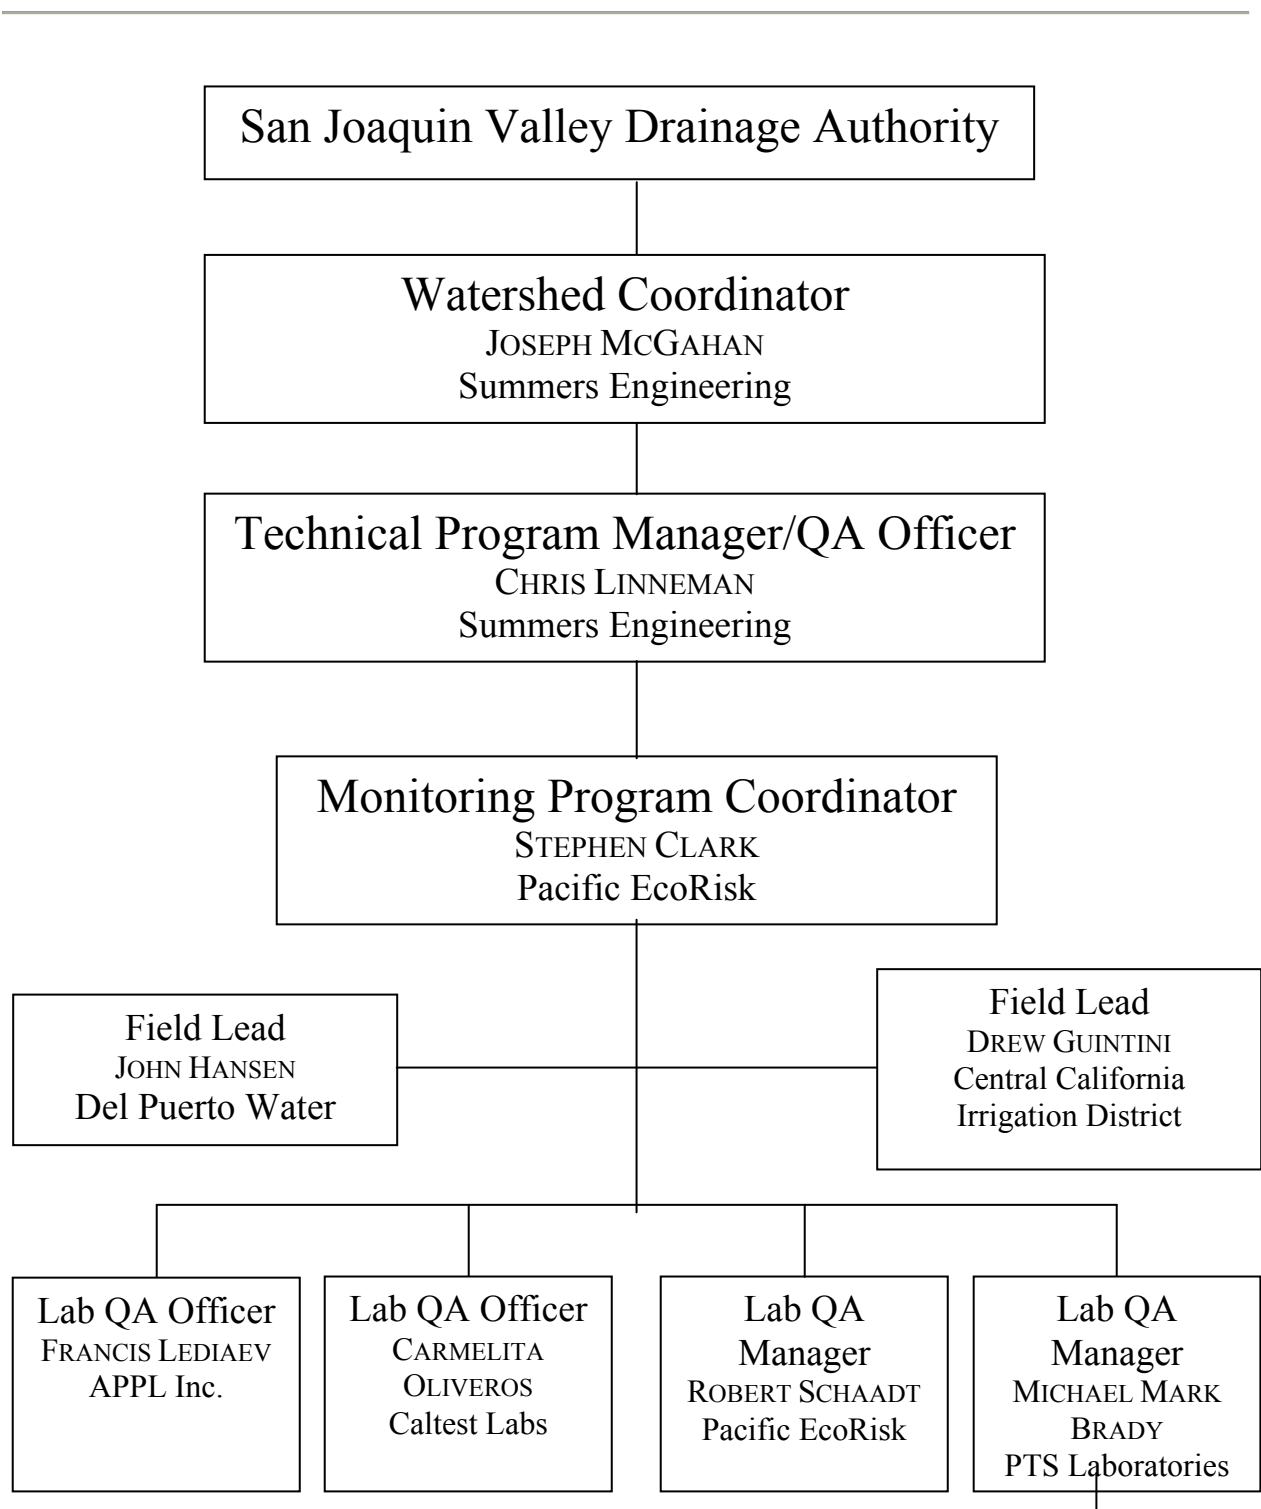 San Joaquin Valley Drainage Authority
Watershed Coordinator
JOSEPH MCGAHAN
Summers Engineering
Technical Program Manager/QA Officer
CHRIS LINNEMAN
Summers Engineering
Monitoring Program Coordinator
STEPHEN CLARK
Pacific EcoRisk
Field Lead
JOHN HANSEN
Del Puerto Water
Field Lead
DREW GUINTINI
Central California
Irrigation District
Lab QA Officer
FRANCIS LEDIAEV
APPL Inc.
Lab QA Officer
CARMELITA
OLIVEROS
Caltest Labs
Lab QA
Manager
ROBERT SCHAADT
Pacific EcoRisk
Lab QA
Manager
MICHAEL MARK
BRADY
PTS Laboratories